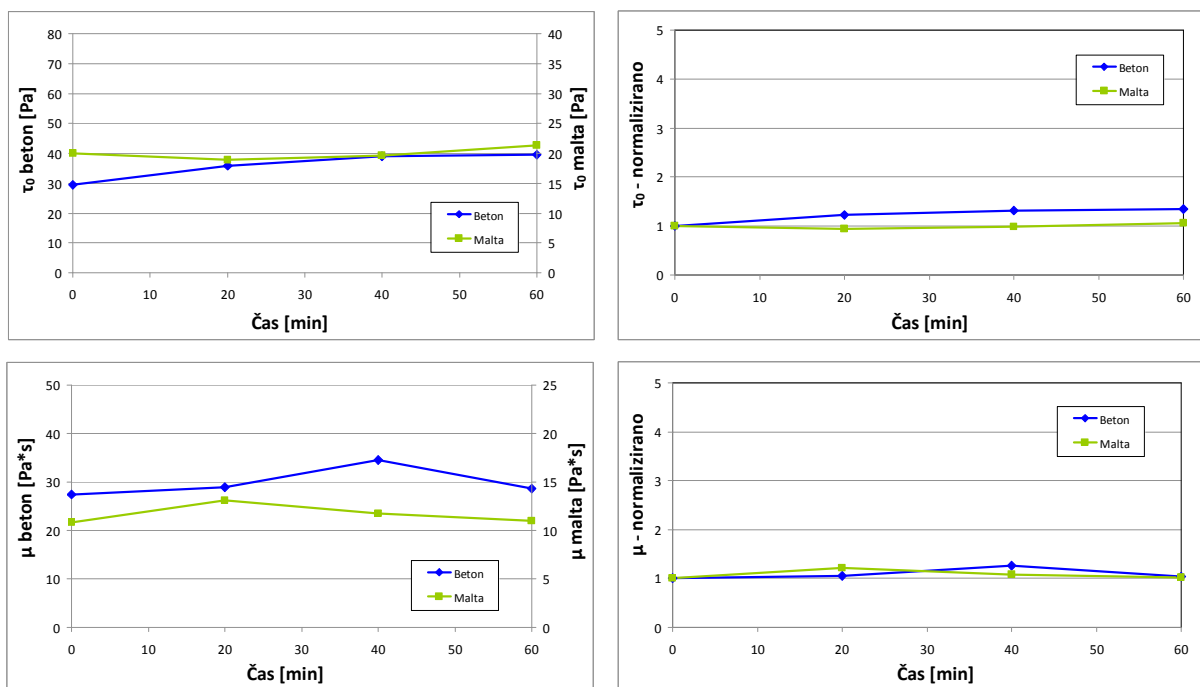 τ₀ beton [Pa]
80
70
60
50
40
30
20
10
0
40
35
30
25
20
15
10
5
0
τ₀ malta [Pa]
Beton
Malta
0 10 20 30 40 50 60
Čas [min]
τ₀ - normalizirano
5
4
3
2
1
0
Beton
Malta
0 10 20 30 40 50 60
Čas [min]
μ beton [Pa*s]
50
40
30
20
10
0
25
20
15
10
5
0
μ malta [Pa*s]
Beton
Malta
0 10 20 30 40 50 60
Čas [min]
μ - normalizirano
5
4
3
2
1
0
Beton
Malta
0 10 20 30 40 50 60
Čas [min]